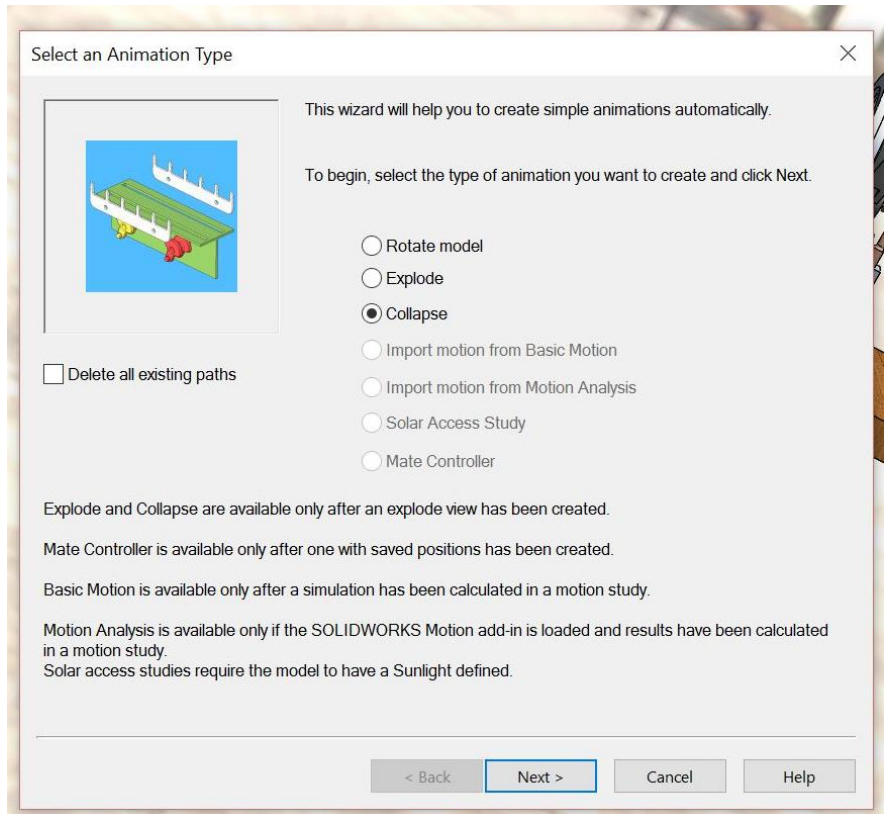 Select an Animation Type
This wizard will help you to create simple animations automatically.
To begin, select the type of animation you want to create and click Next.
Rotate model
Explode
Collapse
Import motion from Basic Motion
Delete all existing paths
Import motion from Motion Analysis
Solar Access Study
Mate Controller
Explode and Collapse are available only after an explode view has been created.
Mate Controller is available only after one with saved positions has been created.
Basic Motion is available only after a simulation has been calculated in a motion study.
Motion Analysis is available only if the SOLIDWORKS Motion add-in is loaded and results have been calculated
in a motion study.
Solar access studies require the model to have a Sunlight defined.
< Back
Next >
Cancel
Help